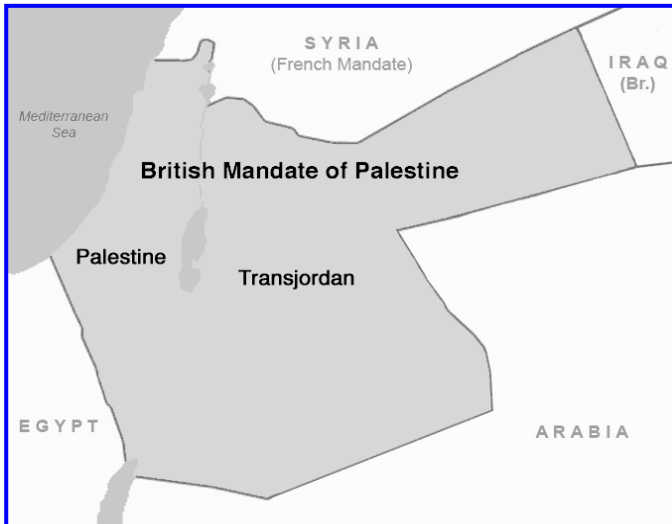 SYRIA
(French Mandate)
IRAQ
(Br.)
Mediterranean
Sea
British Mandate of Palestine
Palestine
Transjordan
EGYPT
ARABIA